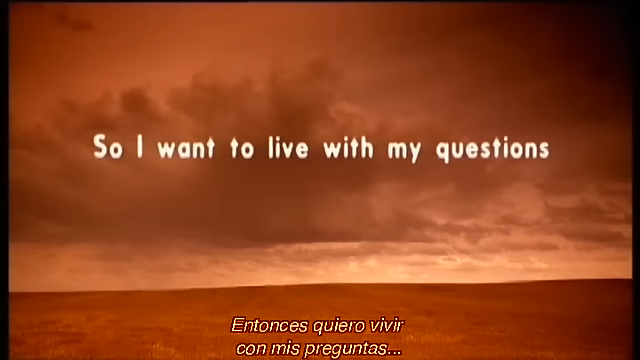 So I want to live with my questions
Entonces quiero vivir
con mis preguntas...